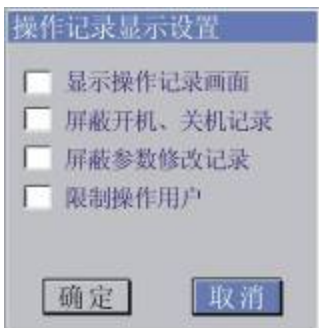 操作记录显示设置
显示操作记录画面
屏蔽开机、关机记录
屏蔽参数修改记录
限制操作用户
确定
取消